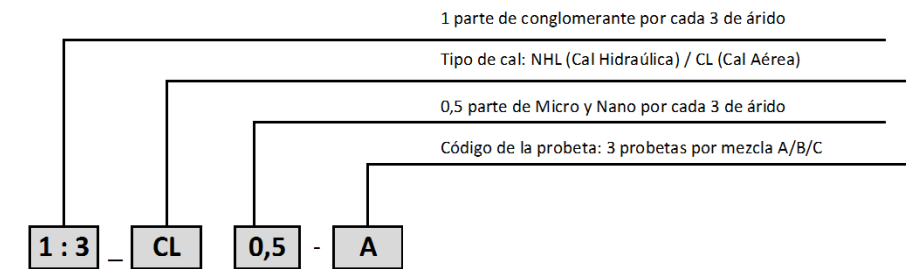 1 parte de conglomerante por cada 3 de árido
Tipo de cal: NHL (Cal Hidraúlica) / CL (Cal Aérea)
0,5 parte de Micro y Nano por cada 3 de árido
Código de la probeta: 3 probetas por mezcla A/B/C
1 : 3 _ CL 0,5 - A